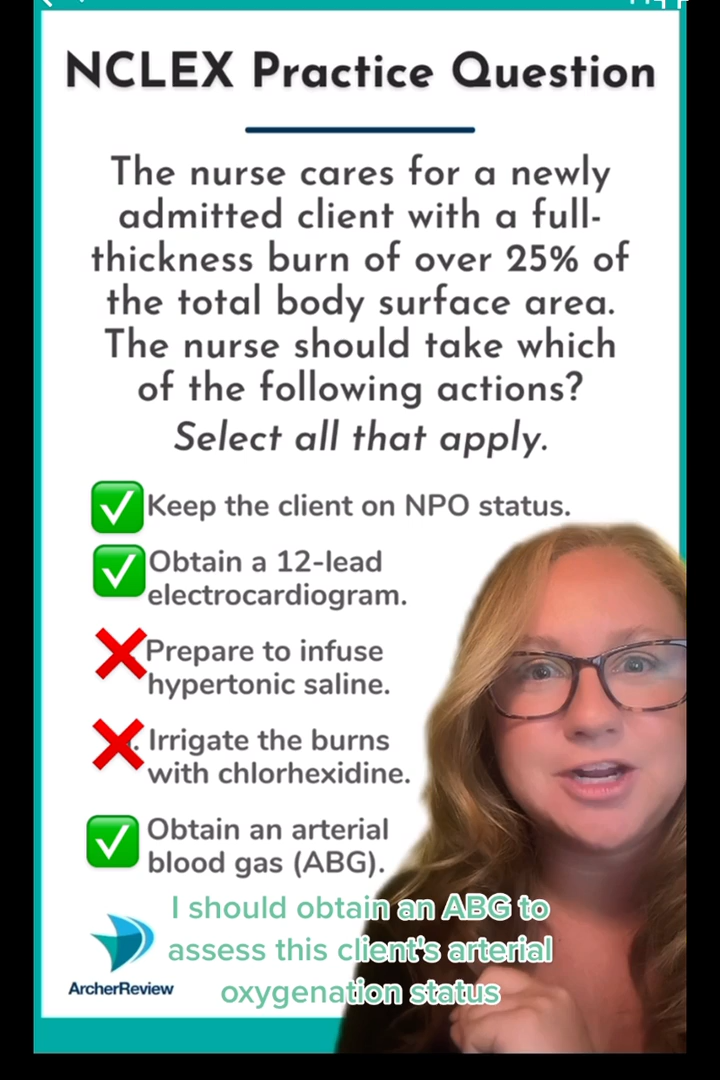 NCLEX Practice Question
The nurse cares for a newly
admitted client with a full-
thickness burn of over 25% of
the total body surface area.
The nurse should take which
of the following actions?
Select all that apply.
Keep the client on NPO status.
Obtain a 12-lead
electrocardiogram.
Prepare to infuse
hypertonic saline.
Irrigate the burns
with chlorhexidine.
Obtain an arterial
blood gas (ABG).
I should obtain an ABG to
assess this client's arterial
oxygenation status
ArcherReview